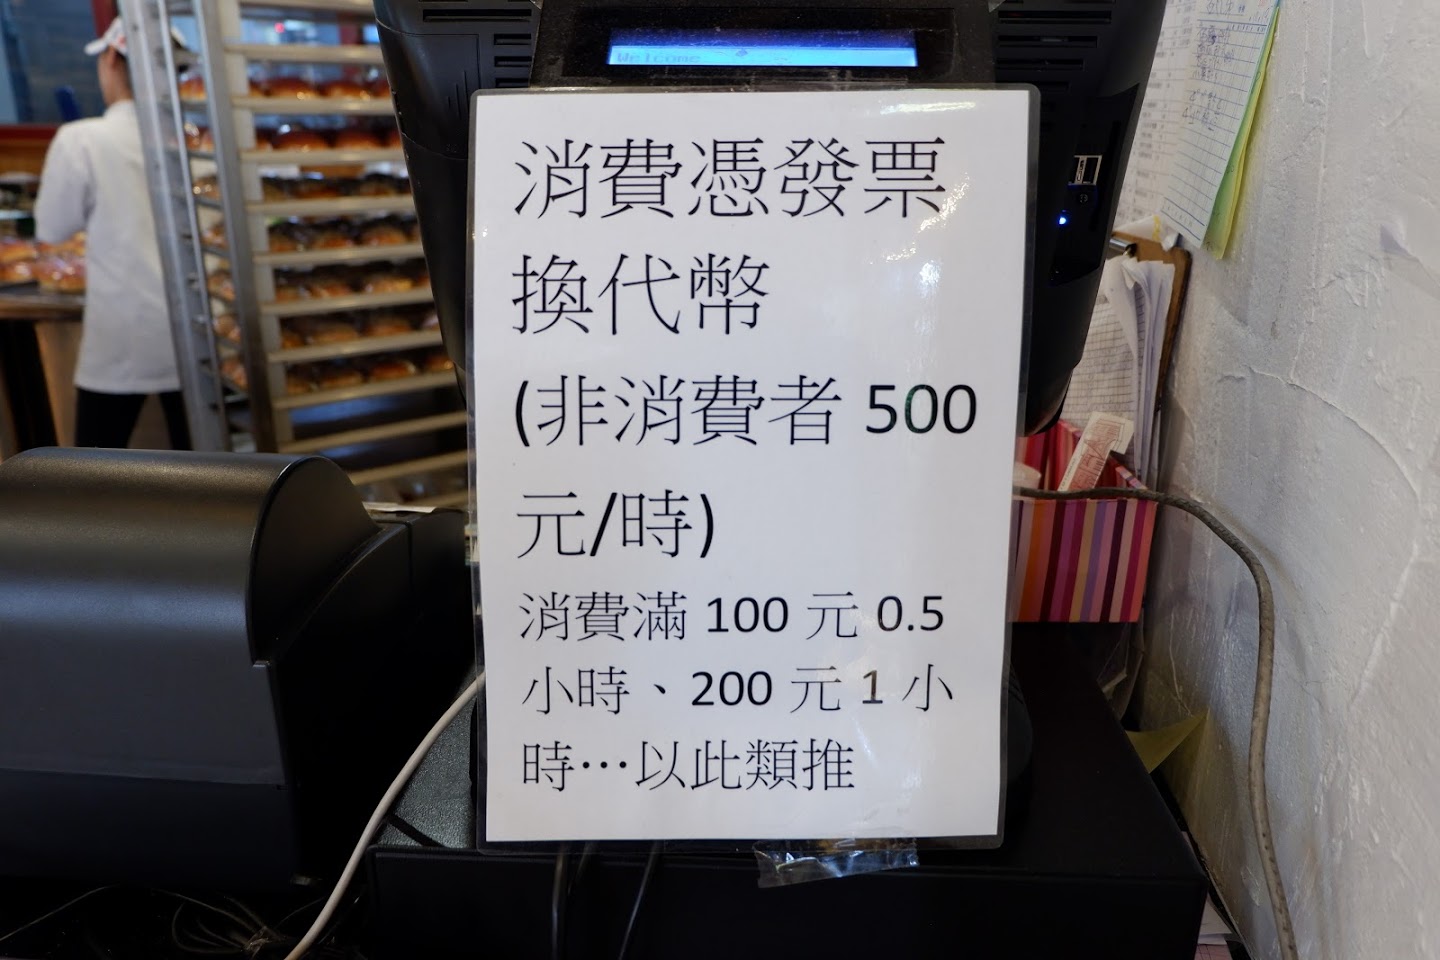 Welcome
消費憑發票
換代幣
(非消費者 500
元/時)
消費滿 100 元 0.5
小時、200 元 1 小
時…以此類推